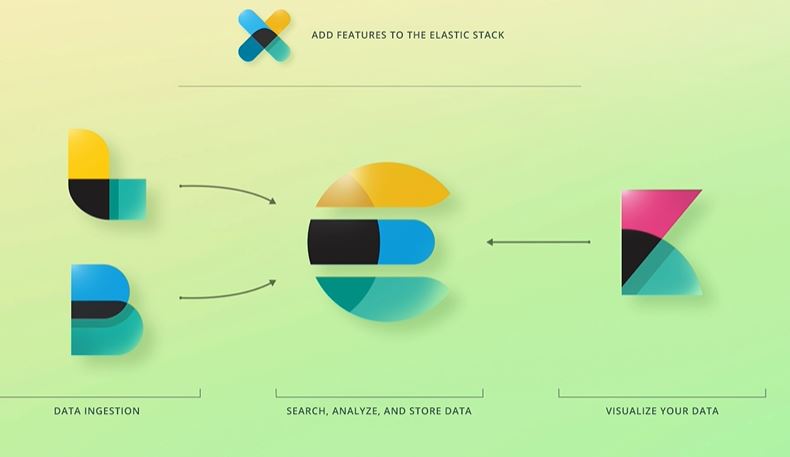 ADD FEATURES TO THE ELASTIC STACK
DATA INGESTION
SEARCH, ANALYZE, AND STORE DATA
VISUALIZE YOUR DATA